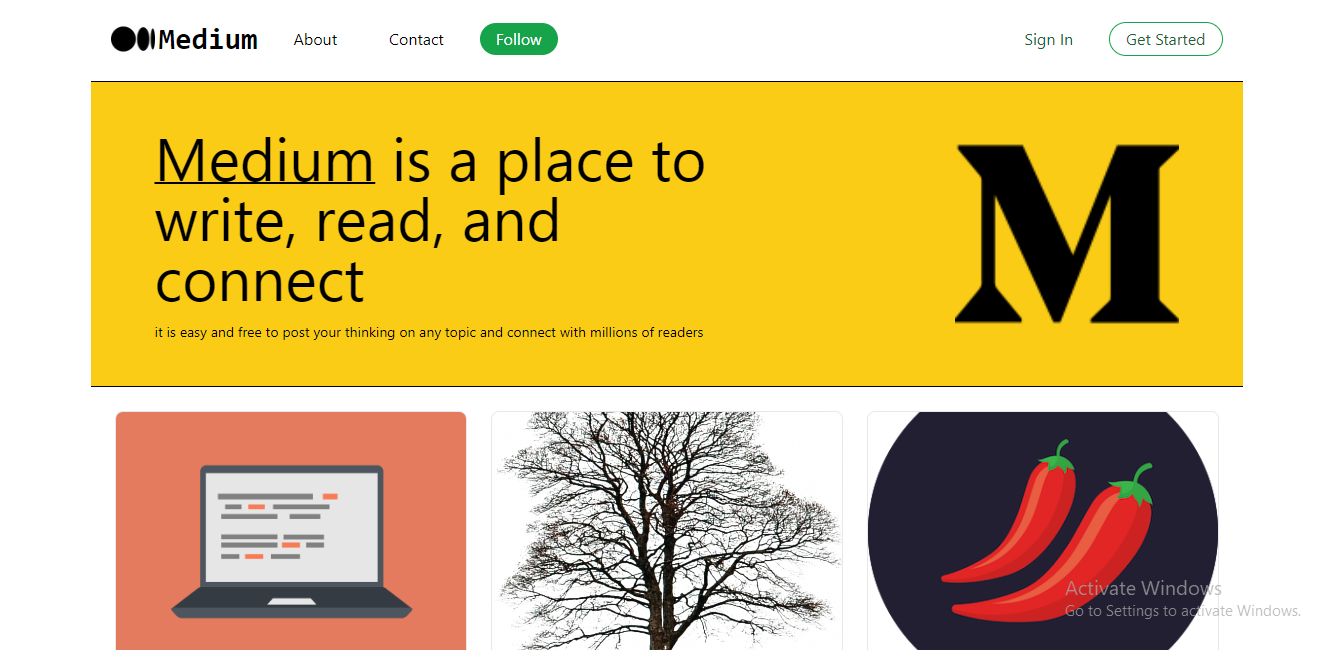 Medium About Contact Follow Sign In Get Started
Medium is a place to
write, read, and
connect
it is easy and free to post your thinking on any topic and connect with millions of readers
M
Activate Windows
Go to Settings to activate Windows.